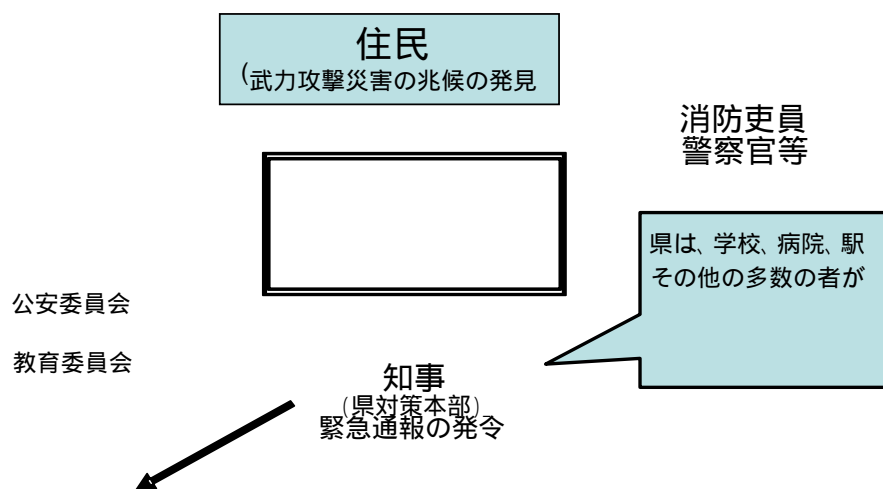 住民
(武力攻撃災害の兆候の発見
消防吏員
警察官等
県は、学校、病院、駅
その他の多数の者が
公安委員会
教育委員会
知事
(県対策本部)
緊急通報の発令